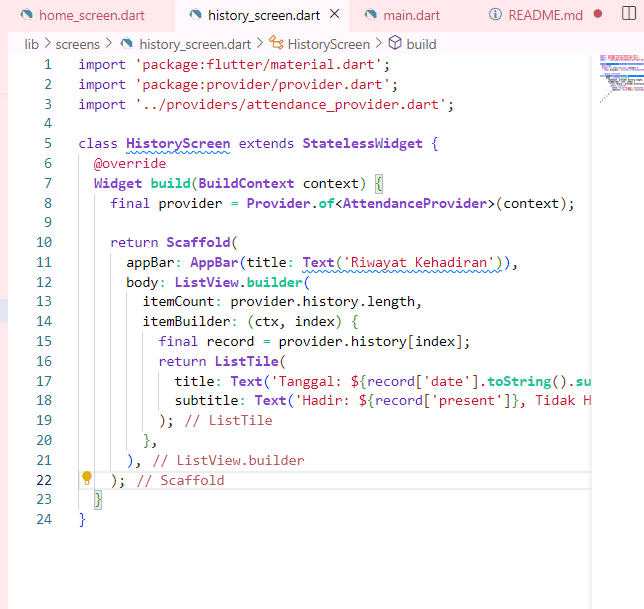 home_screen.dart history_screen.dart main.dart README.md
lib > screens > history_screen.dart > HistoryScreen > build
1 import 'package:flutter/material.dart';
2 import 'package:provider/provider.dart';
3 import '../providers/attendance_provider.dart';
4
5 class HistoryScreen extends StatelessWidget {
6 @override
7 Widget build(BuildContext context) {
8 final provider = Provider.of<AttendanceProvider>(context);
9
10 return Scaffold(
11 appBar: AppBar(title: Text('Riwayat Kehadiran')),
12 body: ListView.builder(
13 itemCount: provider.history.length,
14 itemBuilder: (ctx, index) {
15 final record = provider.history[index];
16 return ListTile(
17 title: Text('Tanggal: ${record['date'].toString().su
18 subtitle: Text('Hadir: ${record['present']}, Tidak H
19 ); // ListTile
20 },
21 ), // ListView.builder
22 ); // Scaffold
23 }
24 }